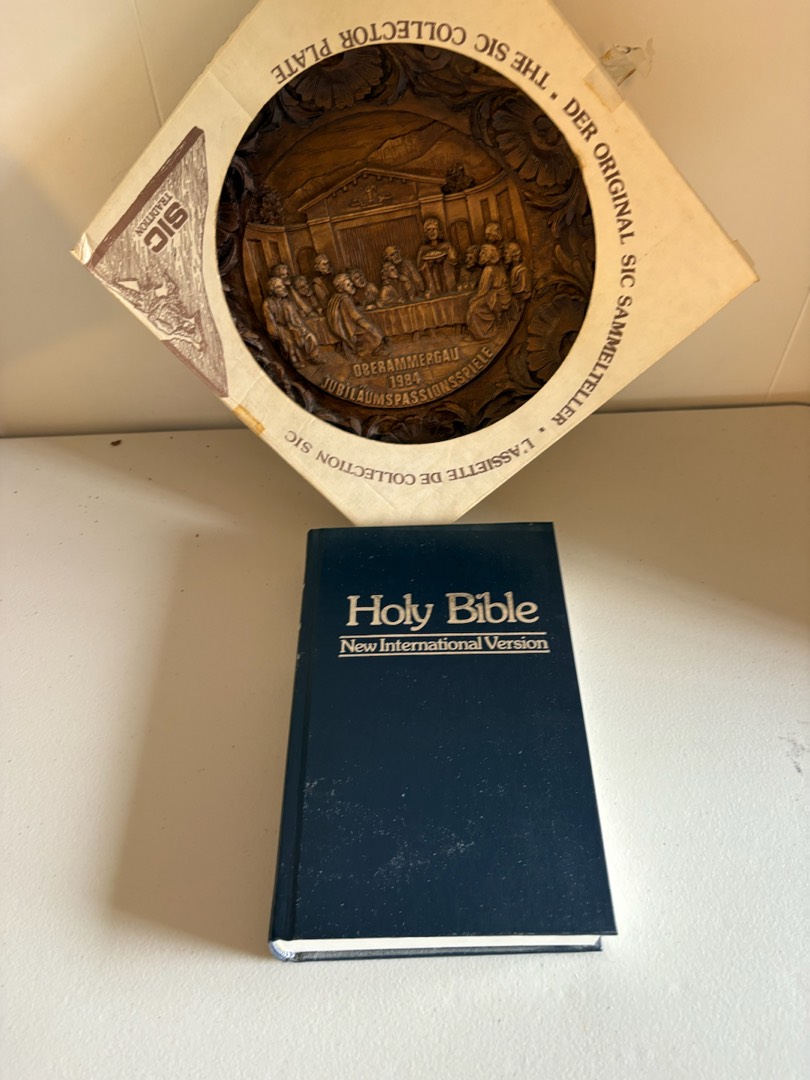 THE SIC COLLECTOR PLATE • DER ORIGINAL SIC SAMMELTELLER • L'ASSIETTE DE COLLECTION SIC
SIC
TRADITION
OBERAMMERGAU
1984
JUBILÄUMSPASSIONSSPIELE
Holy Bible
New International Version